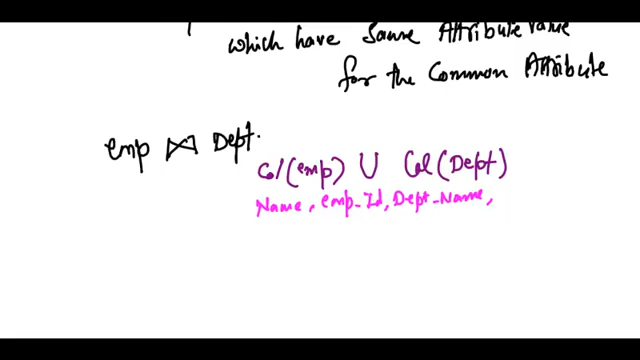 which have Same Attribute value
for the Common Attribute
emp ⋈ Dept.
Col(emp) ∪ Col(Dept)
Name, emp_Id, Dept_Name,